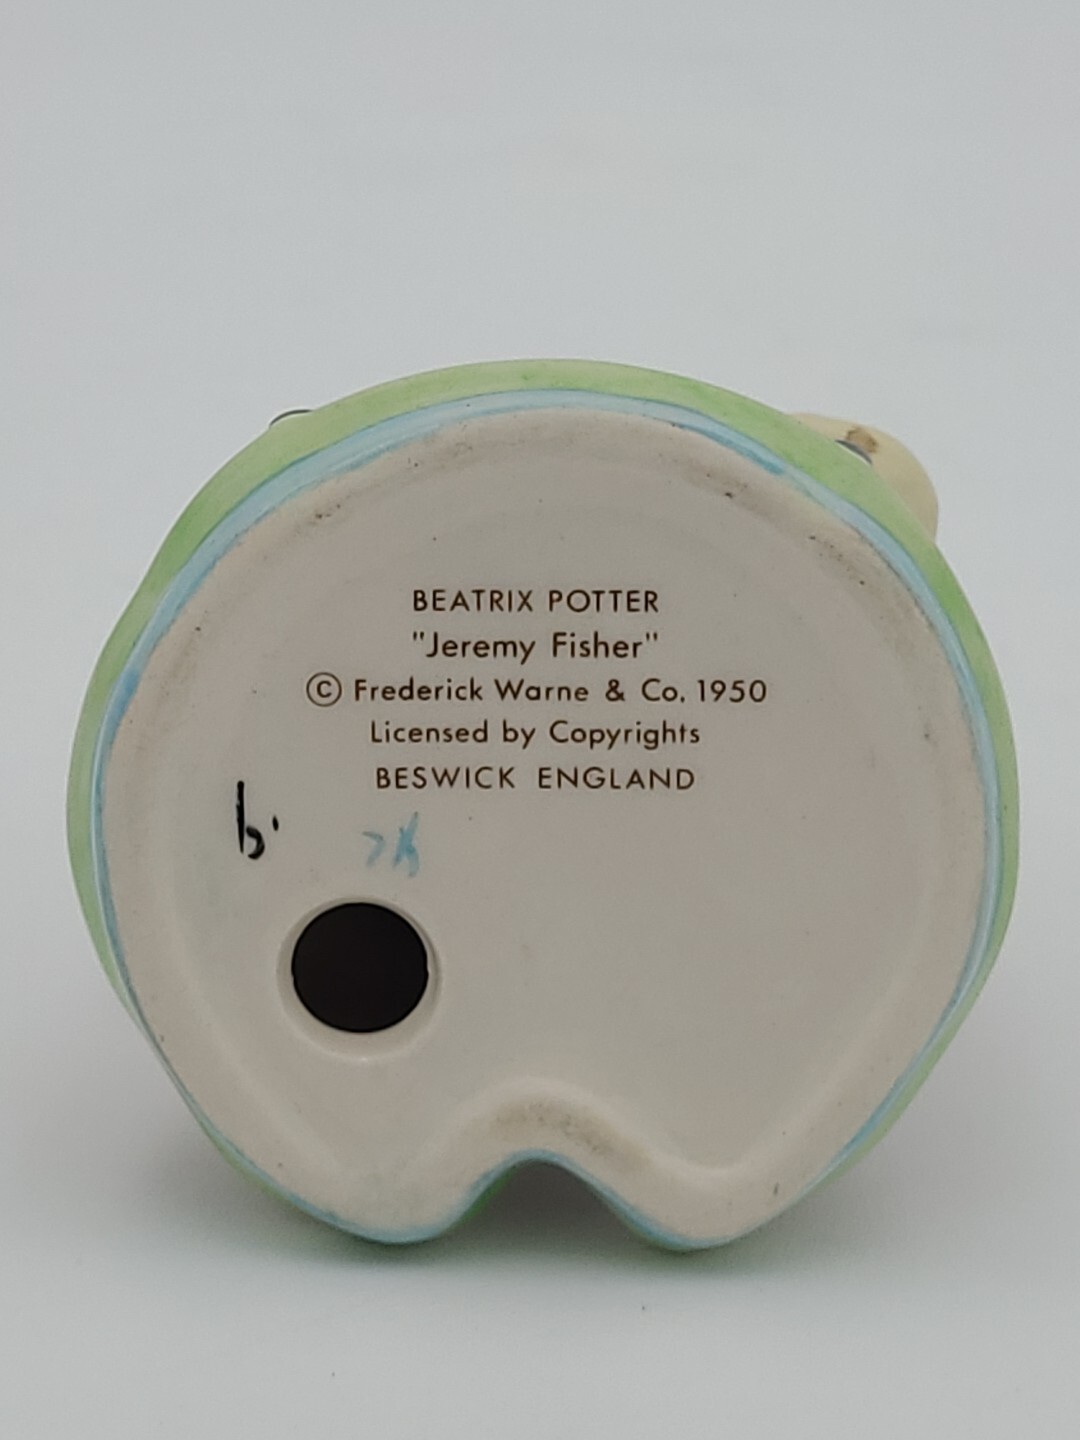 BEATRIX POTTER
"Jeremy Fisher"
© Frederick Warne & Co. 1950
Licensed by Copyrights
BESWICK ENGLAND
b.